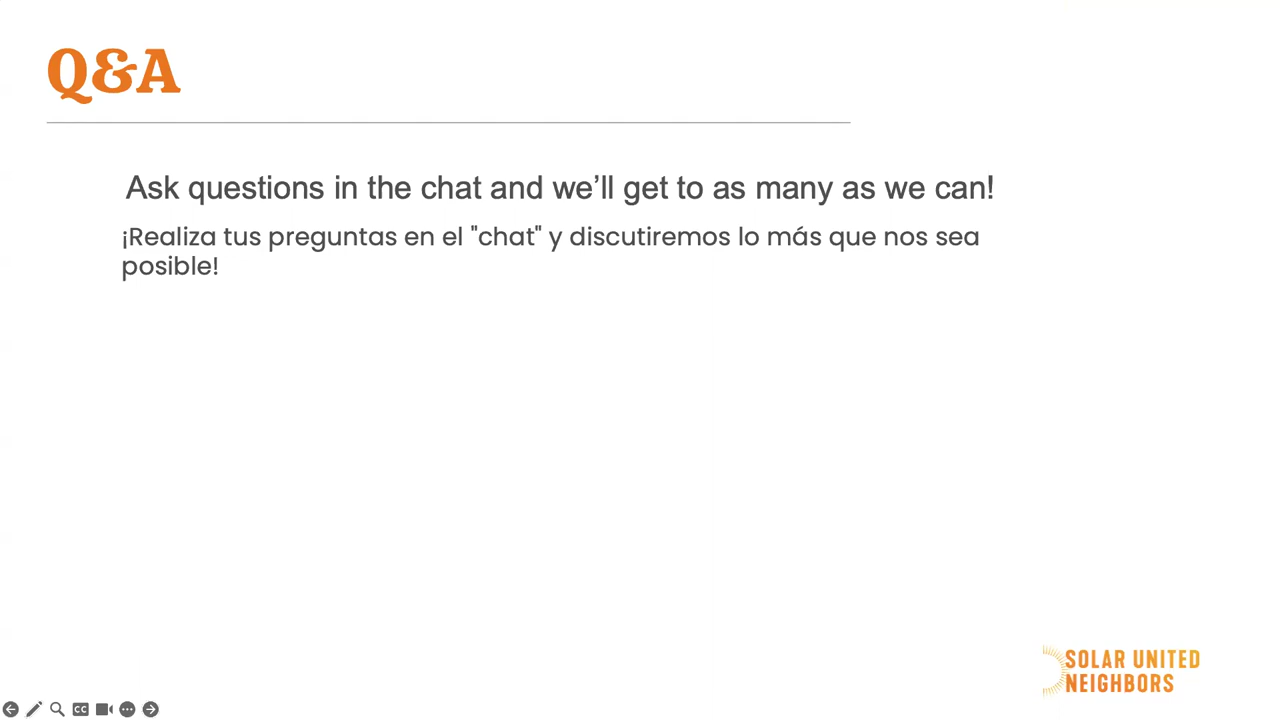 Q&A
Ask questions in the chat and we’ll get to as many as we can!
¡Realiza tus preguntas en el "chat" y discutiremos lo más que nos sea
posible!
SOLAR UNITED
NEIGHBORS
CC